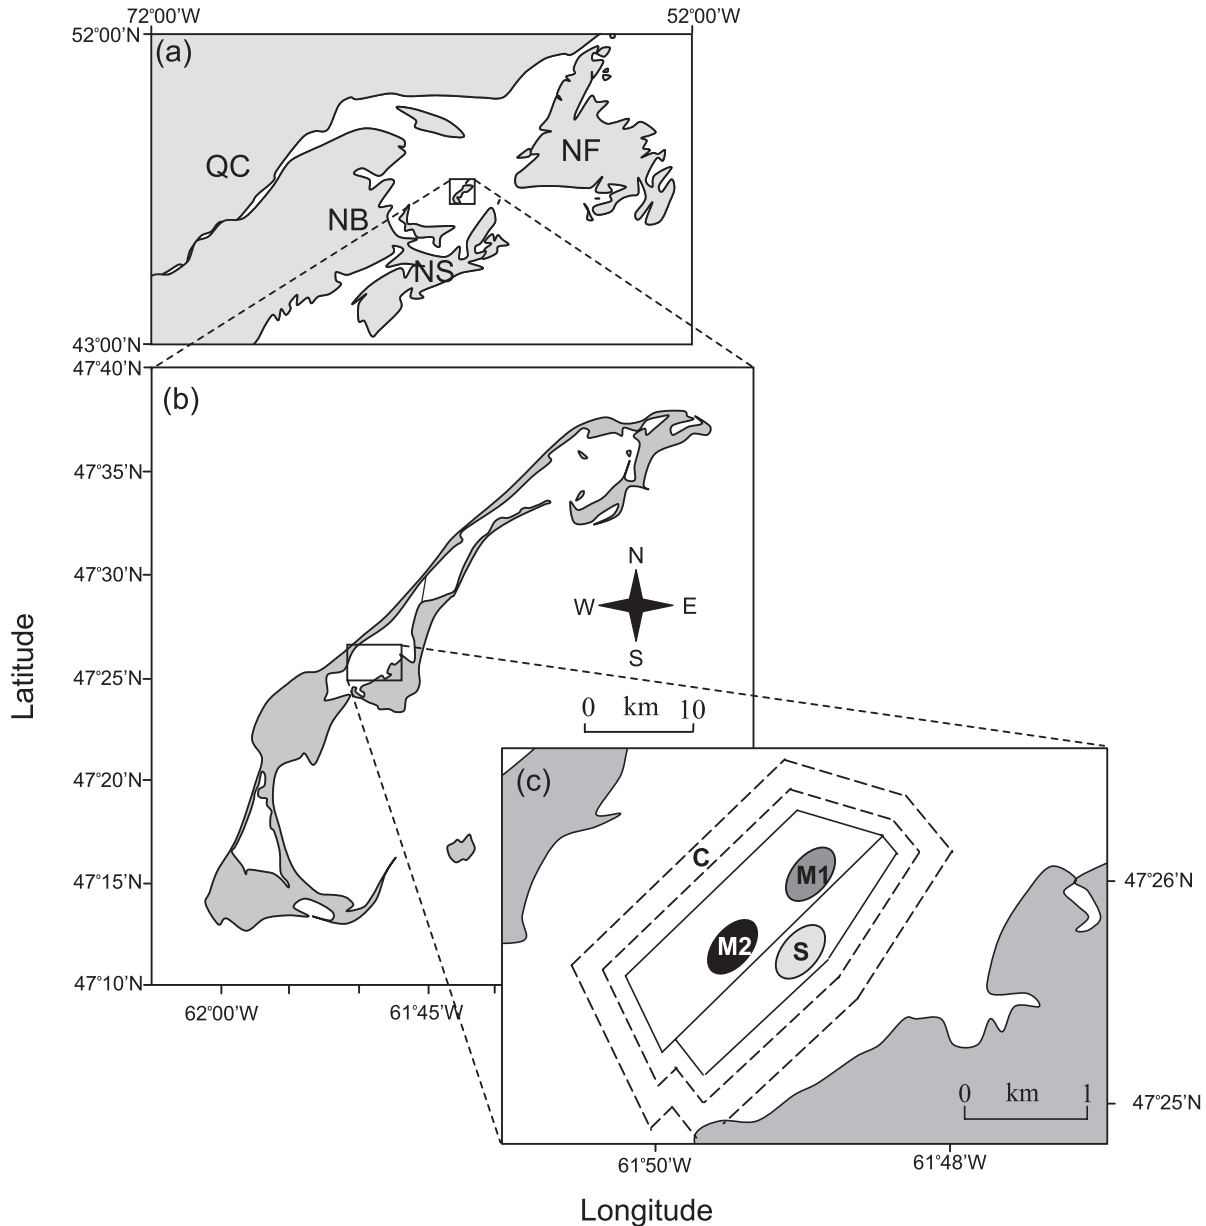 72°00’W 52°00’W
52°00’N
(a)
QC
NF
NB
NS
43°00’N
47°40’N
(b)
47°35’N
47°30’N
N
W E
S
Latitude
47°25’N
0 km 10
47°20’N
(c)
C
M1
47°15’N
47°26’N
M2
S
47°10’N
62°00’W 61°45’W
0 km 1
47°25’N
61°50’W 61°48’W
Longitude